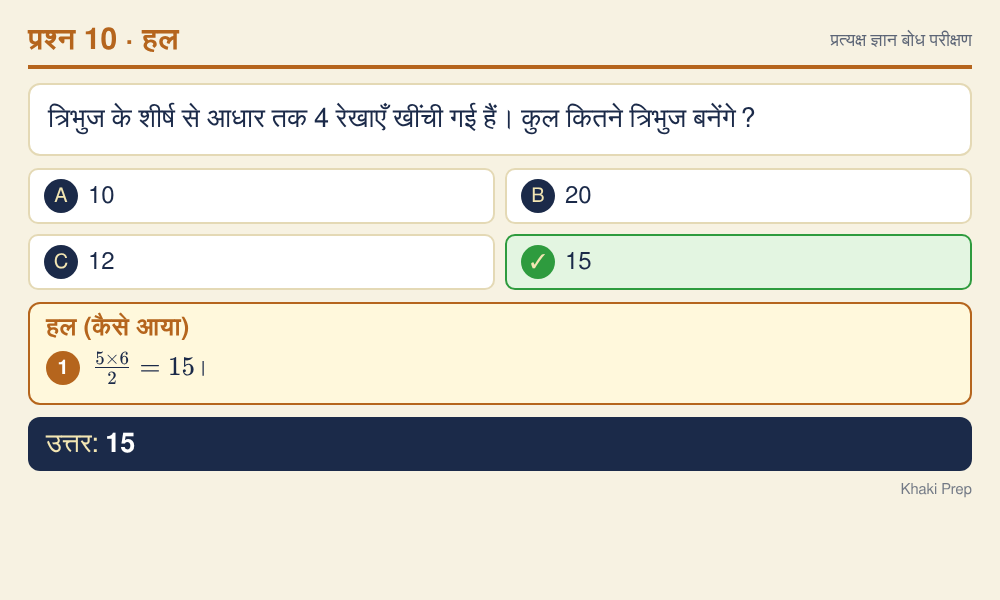 प्रश्न 10 · हल
प्रत्यक्ष ज्ञान बोध परीक्षण
त्रिभुज के शीर्ष से आधार तक 4 रेखाएँ खींची गई हैं। कुल कितने त्रिभुज बनेंगे ?
A 10
B 20
C 12
✓ 15
हल (कैसे आया)
1 \frac{5×6}{2} = 15।
उत्तर: 15
Khaki Prep